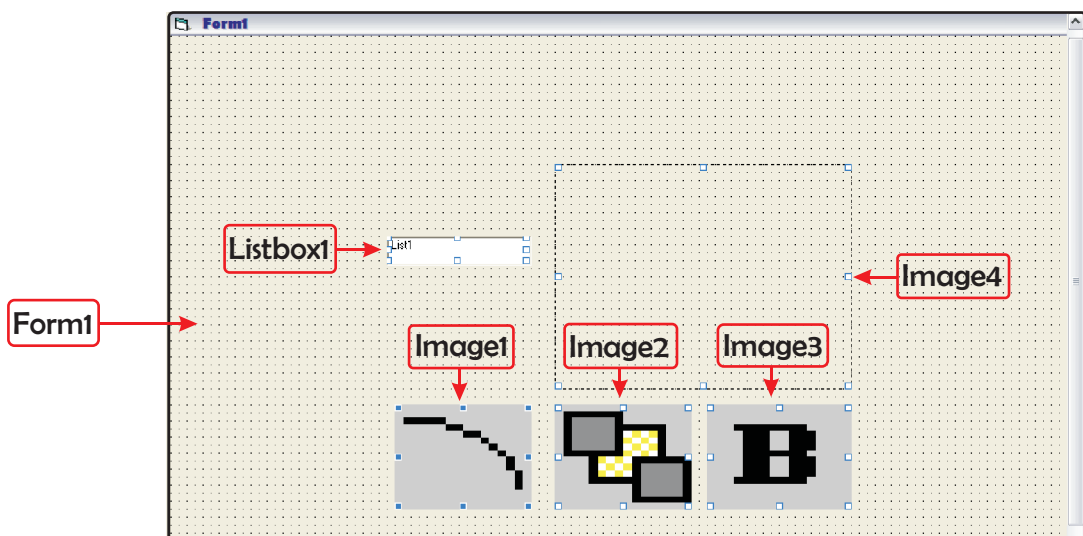 Form1
List1
Listbox1
Image4
Form1
Image1
Image2
Image3
B